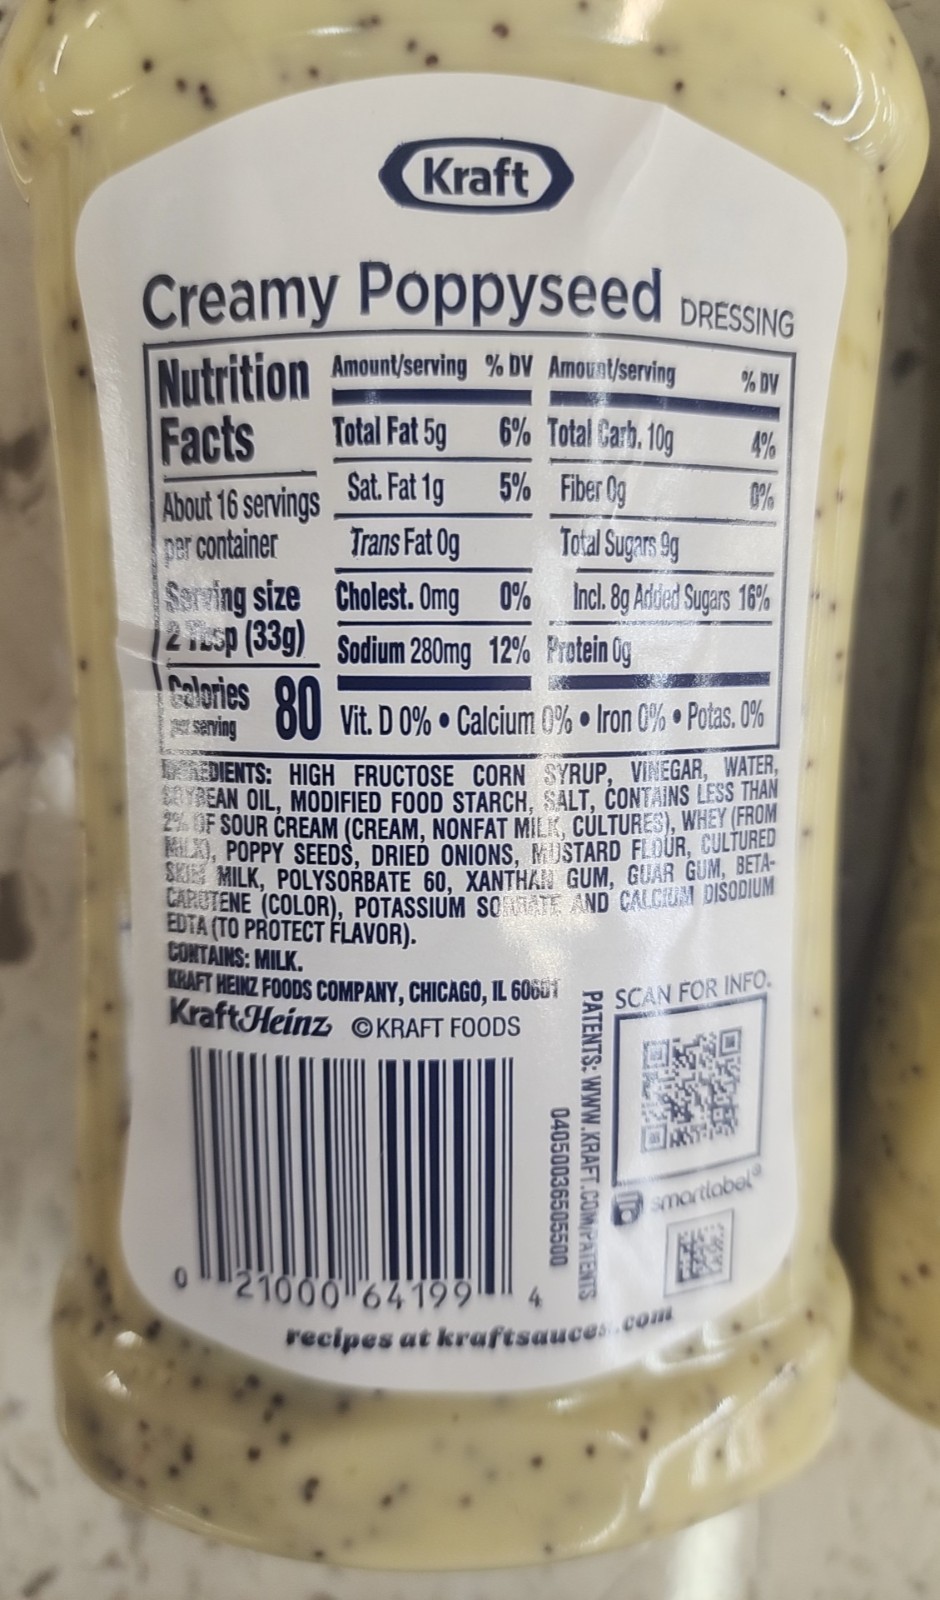 Kraft
Creamy Poppyseed DRESSING
Nutrition
Facts
About 16 servings
per container
Serving size
2 Tbsp (33g)
Calories 80
per serving
Amount/serving % DV
Total Fat 5g 6%
Sat. Fat 1g 5%
Trans Fat 0g
Cholest. 0mg 0%
Sodium 280mg 12%
Amount/serving % DV
Total Carb. 10g 4%
Fiber 0g 0%
Total Sugars 9g
Incl. 8g Added Sugars 16%
Protein 0g
Vit. D 0% • Calcium 0% • Iron 0% • Potas. 0%
INGREDIENTS: HIGH FRUCTOSE CORN SYRUP, VINEGAR, WATER,
SOYBEAN OIL, MODIFIED FOOD STARCH, SALT, CONTAINS LESS THAN
2% OF SOUR CREAM (CREAM, NONFAT MILK, CULTURES), WHEY (FROM
MILK), POPPY SEEDS, DRIED ONIONS, MUSTARD FLOUR, CULTURED
SKIM MILK, POLYSORBATE 60, XANTHAN GUM, GUAR GUM, BETA-
CAROTENE (COLOR), POTASSIUM SORBATE AND CALCIUM DISODIUM
EDTA (TO PROTECT FLAVOR).
CONTAINS: MILK.
KRAFT HEINZ FOODS COMPANY, CHICAGO, IL 60601
KraftHeinz © KRAFT FOODS
SCAN FOR INFO.
PATENTS: WWW.KRAFT.COM/PATENTS
04050036505500
smartlabel®
0 21000 64199 4
recipes at kraftsauces.com